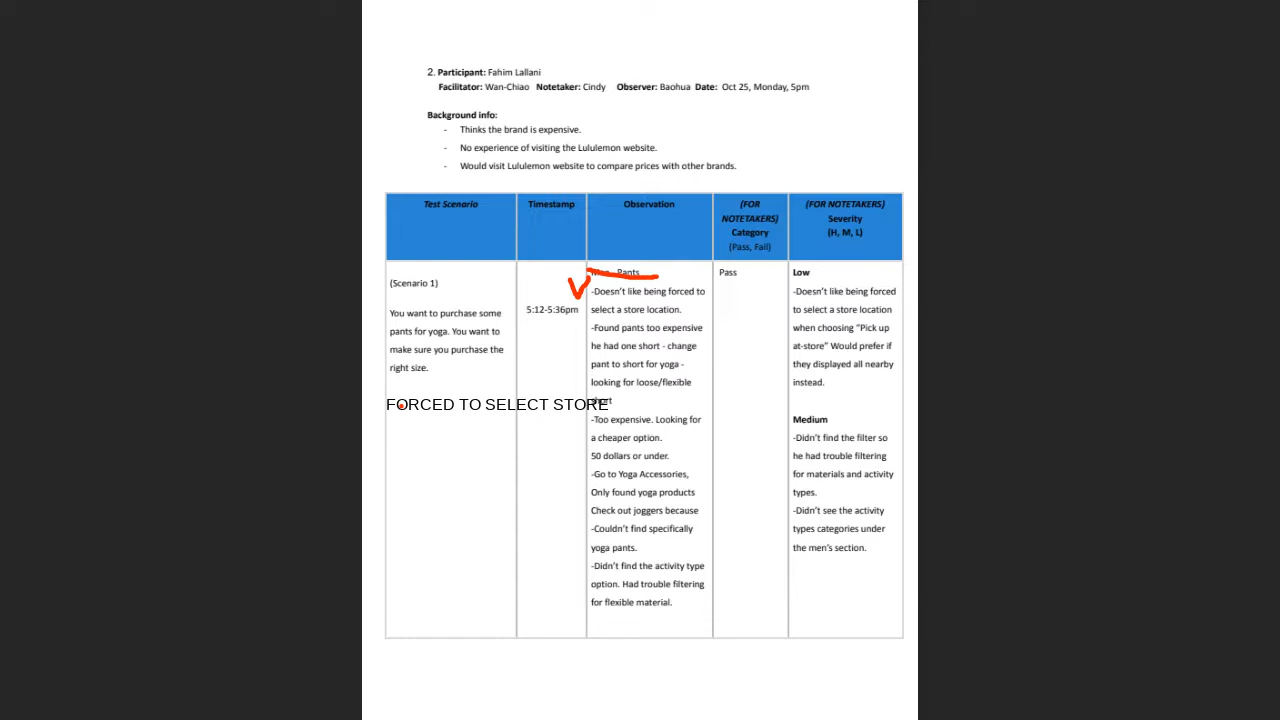 2. Participant: Fahim Lallani
Facilitator: Wan-Chiao Notetaker: Cindy Observer: Baohua Date: Oct 25, Monday, 5pm
Background info:
- Thinks the brand is expensive.
- No experience of visiting the Lululemon website.
- Would visit Lululemon website to compare prices with other brands.
Test Scenario
Timestamp
Observation
(FOR
NOTETAKERS)
Category
(Pass, Fail)
(FOR NOTETAKERS)
Severity
(H, M, L)
(Scenario 1)
You want to purchase some
pants for yoga. You want to
make sure you purchase the
right size.
FORCED TO SELECT STORE
5:12-5:36pm
Pants
-Doesn't like being forced to
select a store location.
-Found pants too expensive
he had one short - change
pant to short for yoga -
looking for loose/flexible
short
-Too expensive. Looking for
a cheaper option.
50 dollars or under.
-Go to Yoga Accessories,
Only found yoga products
Check out joggers because
-Couldn't find specifically
yoga pants.
-Didn't find the activity type
option. Had trouble filtering
for flexible material.
Pass
Low
-Doesn't like being forced
to select a store location
when choosing "Pick up
at-store" Would prefer if
they displayed all nearby
instead.
Medium
-Didn't find the filter so
he had trouble filtering
for materials and activity
types.
-Didn't see the activity
types categories under
the men's section.